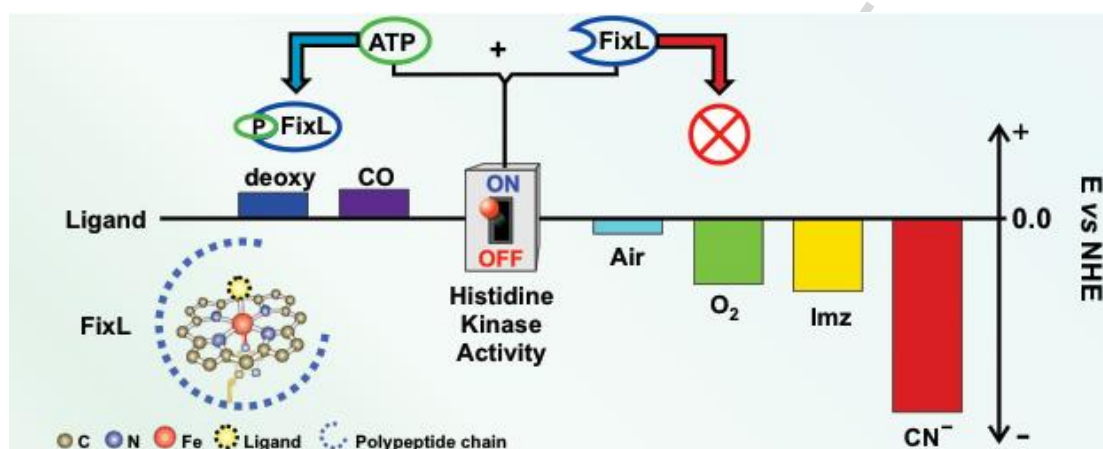 ATP
+
FixL
P FixL
deoxy
CO
ON
OFF
Ligand
Histidine
Kinase
Activity
Air
O₂
Imz
CN⁻
+
0.0
-
E vs NHE
FixL
C N Fe Ligand Polypeptide chain